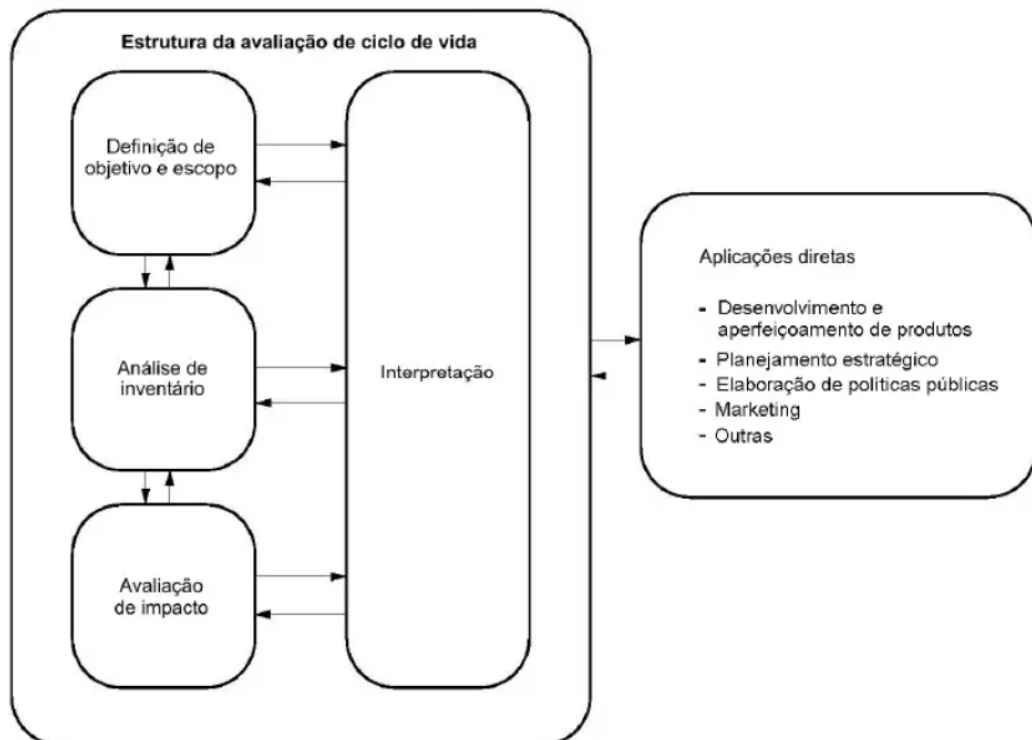 Estrutura da avaliação de ciclo de vida
Definição de
objetivo e escopo
Análise de
inventário
Avaliação
de impacto
Interpretação
Aplicações diretas
- Desenvolvimento e
aperfeiçoamento de produtos
- Planejamento estratégico
- Elaboração de políticas públicas
- Marketing
- Outras